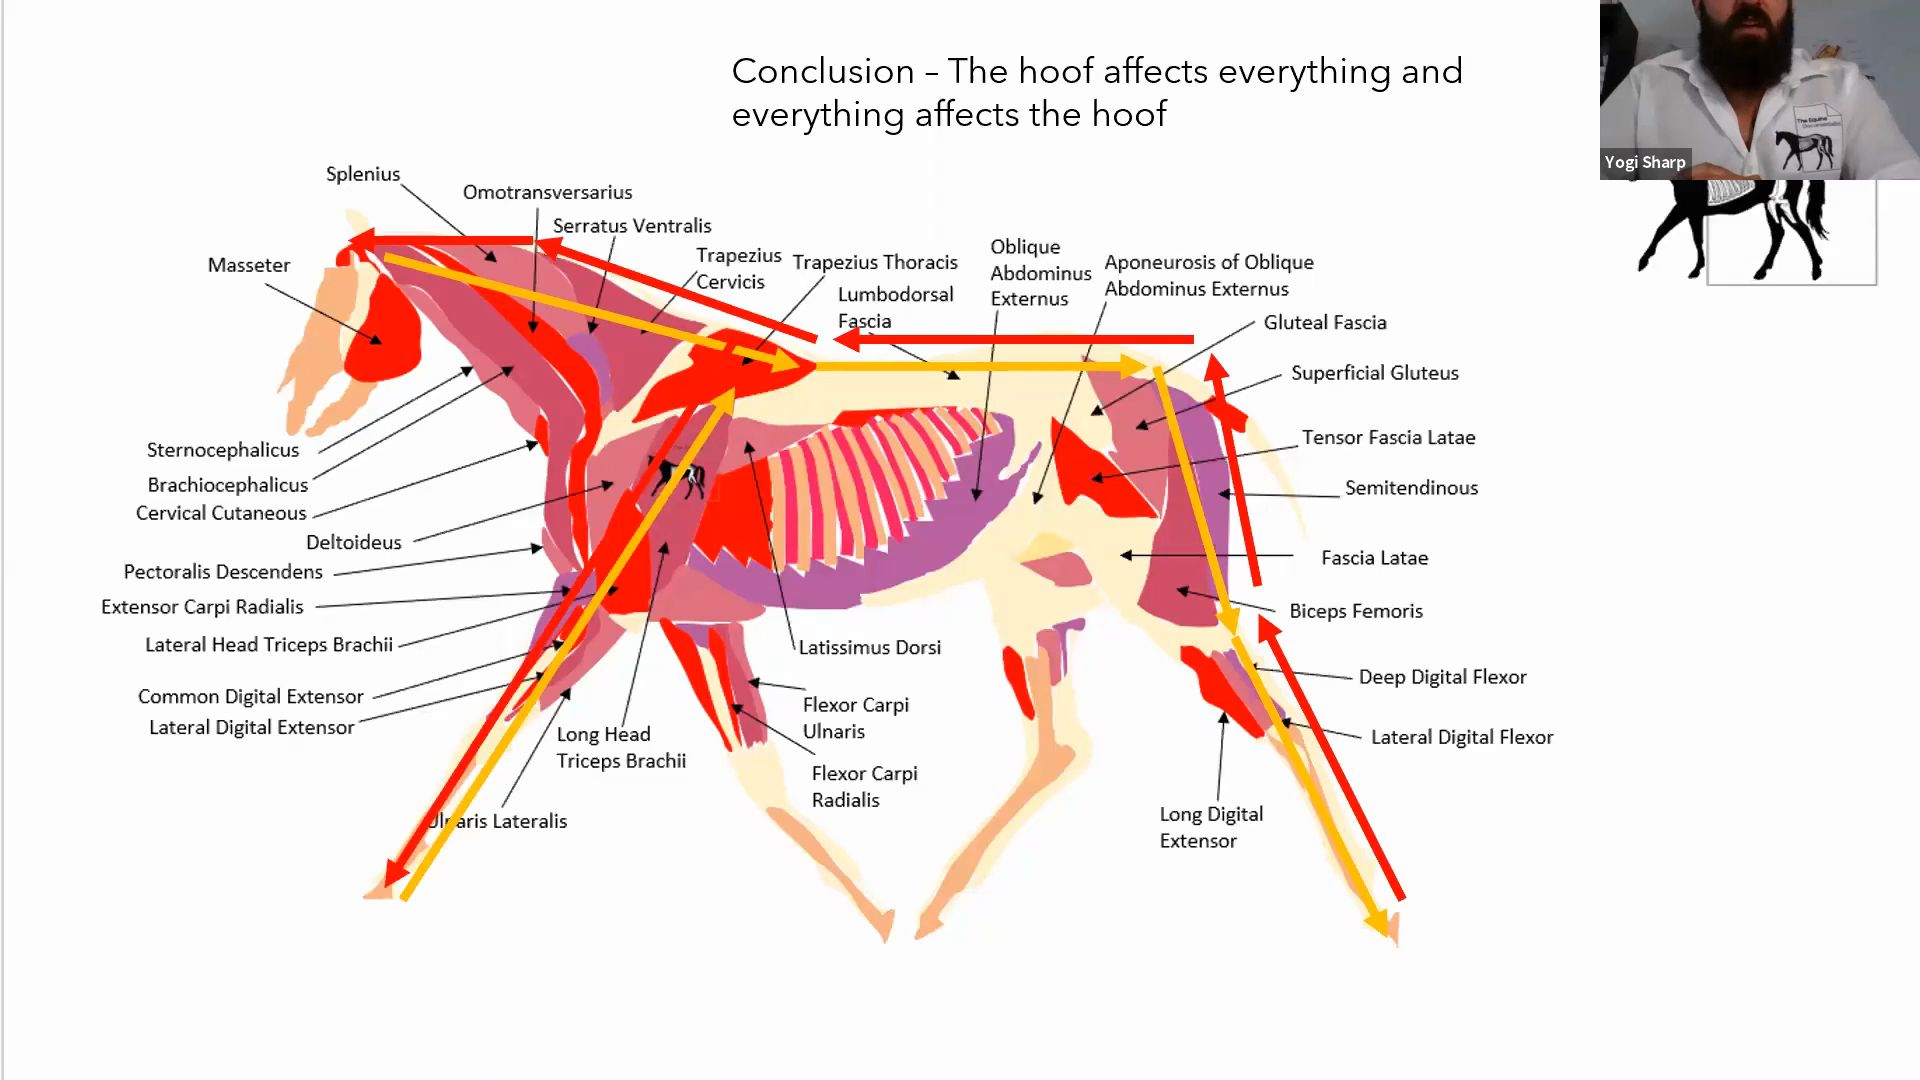 Conclusion – The hoof affects everything and
everything affects the hoof
Yogi Sharp
The Equine
Documentalist
Splenius
Omotransversarius
Serratus Ventralis
Trapezius
Cervicis
Trapezius Thoracis
Lumbodorsal
Fascia
Oblique
Abdominus
Externus
Aponeurosis of Oblique
Abdominus Externus
Gluteal Fascia
Superficial Gluteus
Tensor Fascia Latae
Semitendinous
Fascia Latae
Biceps Femoris
Deep Digital Flexor
Lateral Digital Flexor
Long Digital
Extensor
Masseter
Sternocephalicus
Brachiocephalicus
Cervical Cutaneous
Deltoideus
Pectoralis Descendens
Extensor Carpi Radialis
Lateral Head Triceps Brachii
Common Digital Extensor
Lateral Digital Extensor
Ulnaris Lateralis
Long Head
Triceps Brachii
Latissimus Dorsi
Flexor Carpi
Ulnaris
Flexor Carpi
Radialis